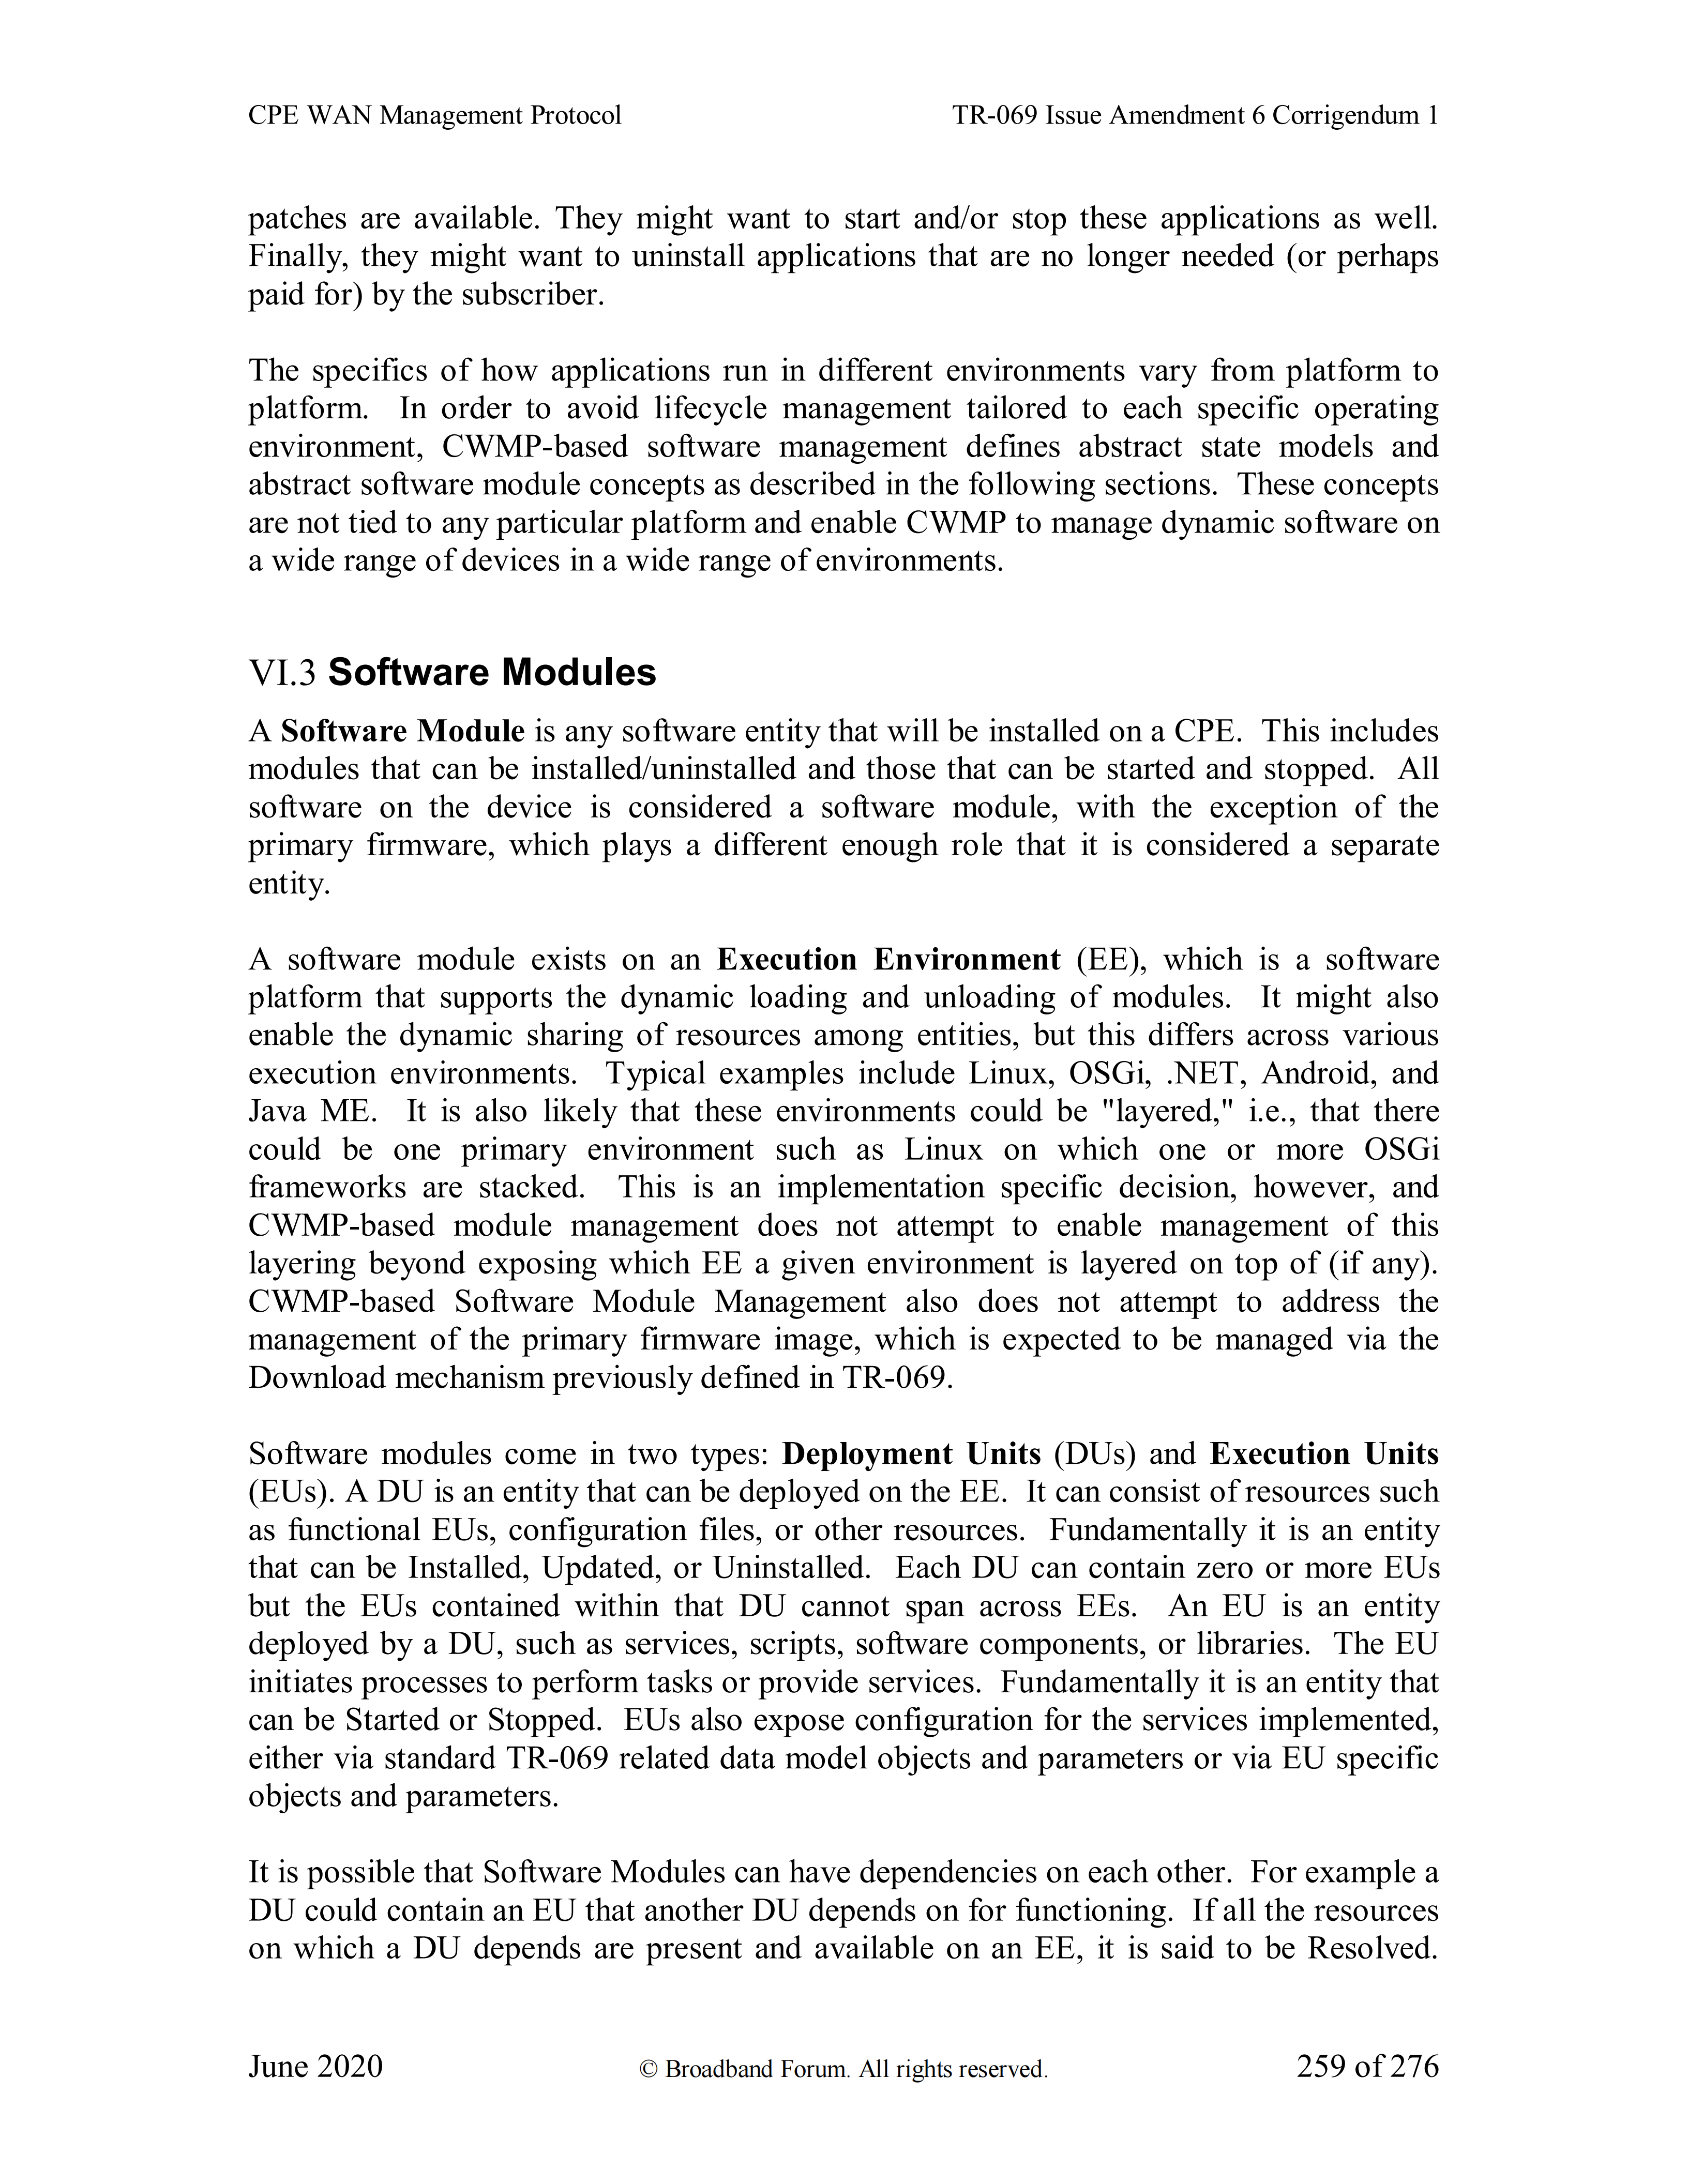 CPE WAN Management Protocol TR-069 Issue Amendment 6 Corrigendum 1
patches are available. They might want to start and/or stop these applications as well.
Finally, they might want to uninstall applications that are no longer needed (or perhaps
paid for) by the subscriber.
The specifics of how applications run in different environments vary from platform to
platform. In order to avoid lifecycle management tailored to each specific operating
environment, CWMP-based software management defines abstract state models and
abstract software module concepts as described in the following sections. These concepts
are not tied to any particular platform and enable CWMP to manage dynamic software on
a wide range of devices in a wide range of environments.
VI.3 Software Modules
A Software Module is any software entity that will be installed on a CPE. This includes
modules that can be installed/uninstalled and those that can be started and stopped. All
software on the device is considered a software module, with the exception of the
primary firmware, which plays a different enough role that it is considered a separate
entity.
A software module exists on an Execution Environment (EE), which is a software
platform that supports the dynamic loading and unloading of modules. It might also
enable the dynamic sharing of resources among entities, but this differs across various
execution environments. Typical examples include Linux, OSGi, .NET, Android, and
Java ME. It is also likely that these environments could be "layered," i.e., that there
could be one primary environment such as Linux on which one or more OSGi
frameworks are stacked. This is an implementation specific decision, however, and
CWMP-based module management does not attempt to enable management of this
layering beyond exposing which EE a given environment is layered on top of (if any).
CWMP-based Software Module Management also does not attempt to address the
management of the primary firmware image, which is expected to be managed via the
Download mechanism previously defined in TR-069.
Software modules come in two types: Deployment Units (DUs) and Execution Units
(EUs). A DU is an entity that can be deployed on the EE. It can consist of resources such
as functional EUs, configuration files, or other resources. Fundamentally it is an entity
that can be Installed, Updated, or Uninstalled. Each DU can contain zero or more EUs
but the EUs contained within that DU cannot span across EEs. An EU is an entity
deployed by a DU, such as services, scripts, software components, or libraries. The EU
initiates processes to perform tasks or provide services. Fundamentally it is an entity that
can be Started or Stopped. EUs also expose configuration for the services implemented,
either via standard TR-069 related data model objects and parameters or via EU specific
objects and parameters.
It is possible that Software Modules can have dependencies on each other. For example a
DU could contain an EU that another DU depends on for functioning. If all the resources
on which a DU depends are present and available on an EE, it is said to be Resolved.
June 2020 © Broadband Forum. All rights reserved. 259 of 276